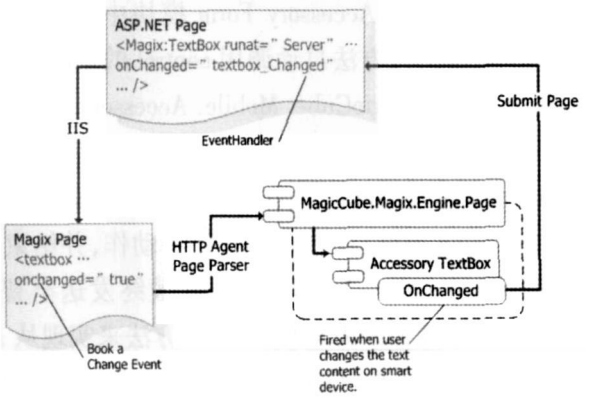 ASP.NET Page
<Magix:TextBox runat=" Server" ...
onChanged=" textbox_Changed"
... />
EventHandler
IIS
Submit Page
Magix Page
<textbox ...
onchanged=" true"
... />
Book a
Change Event
HTTP Agent
Page Parser
MagicCube.Magix.Engine.Page
Accessory TextBox
OnChanged
Fired when user
changes the text
content on smart
device.